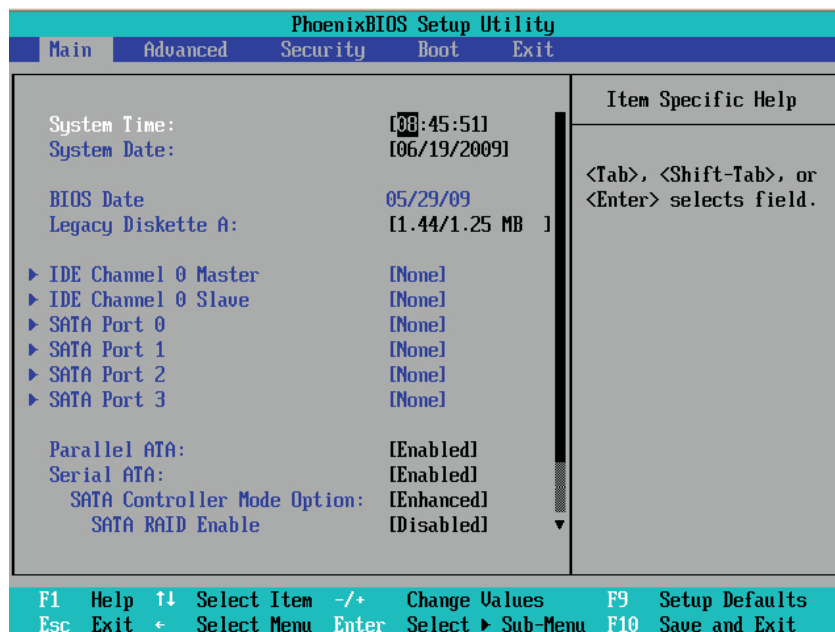 PhoenixBIOS Setup Utility
Main Advanced Security Boot Exit
Item Specific Help
System Time: [08:45:51]
System Date: [06/19/2009]
<Tab>, <Shift-Tab>, or
<Enter> selects field.
BIOS Date 05/29/09
Legacy Diskette A: [1.44/1.25 MB ]
▶ IDE Channel 0 Master [None]
▶ IDE Channel 0 Slave [None]
▶ SATA Port 0 [None]
▶ SATA Port 1 [None]
▶ SATA Port 2 [None]
▶ SATA Port 3 [None]
Parallel ATA: [Enabled]
Serial ATA: [Enabled]
SATA Controller Mode Option: [Enhanced]
SATA RAID Enable [Disabled]
F1 Help ↑↓ Select Item -/+ Change Values F9 Setup Defaults
Esc Exit ← Select Menu Enter Select ▶ Sub-Menu F10 Save and Exit